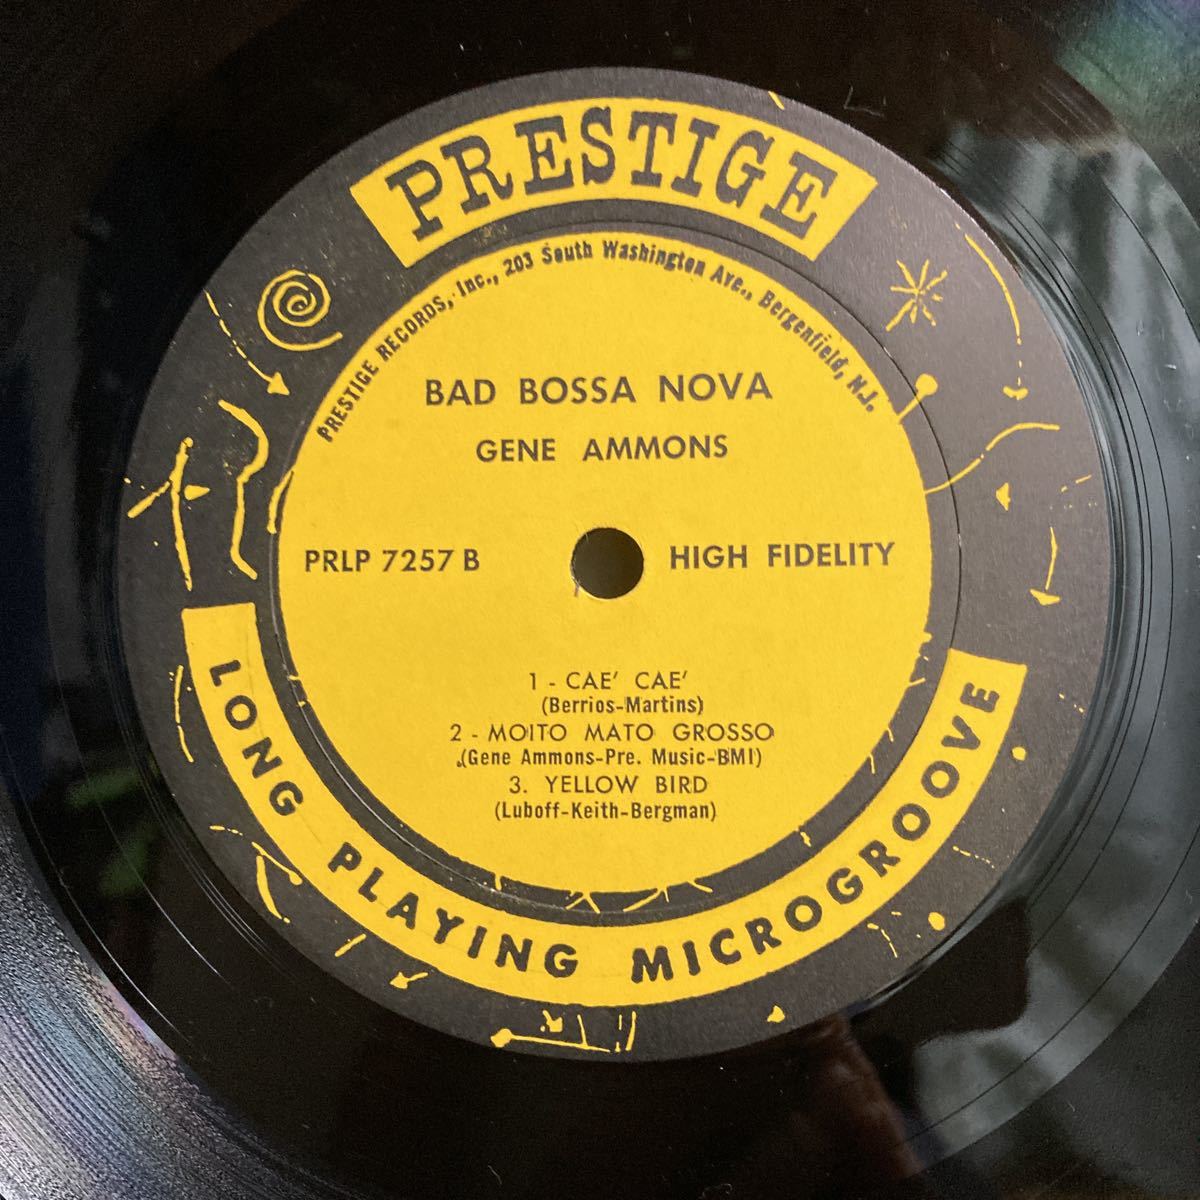 PRESTIGE
PRESTIGE RECORDS, Inc., 203 South Washington Ave., Bergenfield, N.J.
BAD BOSSA NOVA
GENE AMMONS
PRLP 7257 B
HIGH FIDELITY
1 - CAE' CAE'
(Berrios-Martins)
2 - MOITO MATO GROSSO
(Gene Ammons-Pre. Music-BMI)
3. YELLOW BIRD
(Luboff-Keith-Bergman)
LONG PLAYING MICROGROOVE